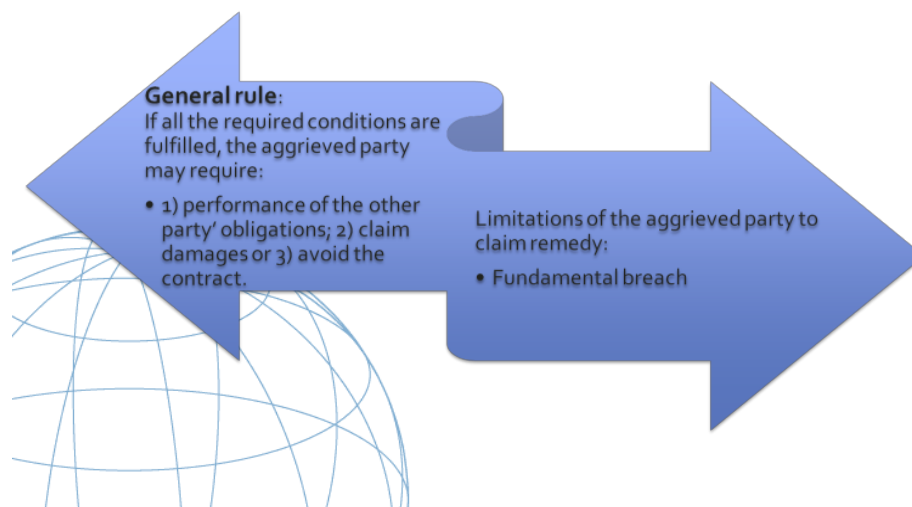 General rule:
If all the required conditions are
fulfilled, the aggrieved party
may require:
• 1) performance of the other
party’ obligations; 2) claim
damages or 3) avoid the
contract.
Limitations of the aggrieved party to
claim remedy:
• Fundamental breach